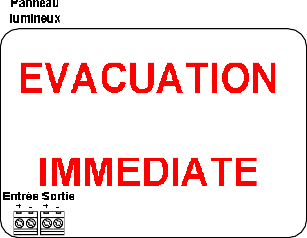 Panneau
lumineux
EVACUATION
IMMEDIATE
Entrée Sortie
+ - + -